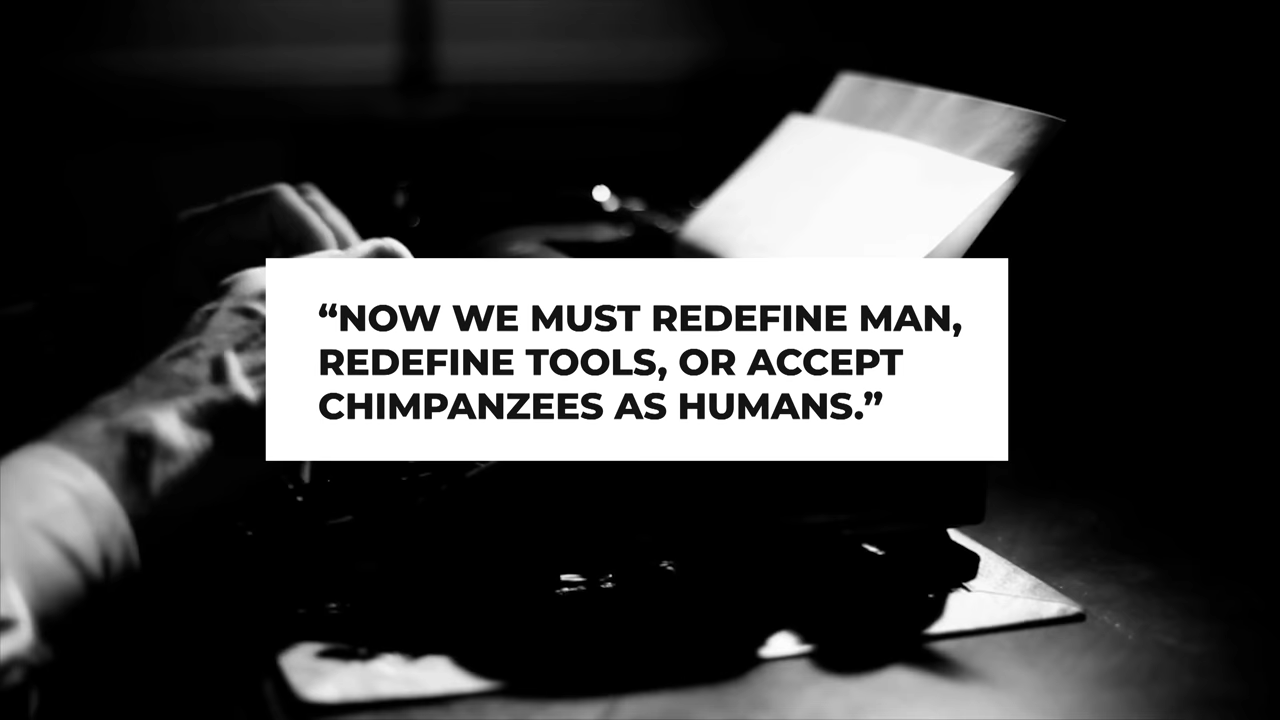 “NOW WE MUST REDEFINE MAN,
REDEFINE TOOLS, OR ACCEPT
CHIMPANZEES AS HUMANS.”